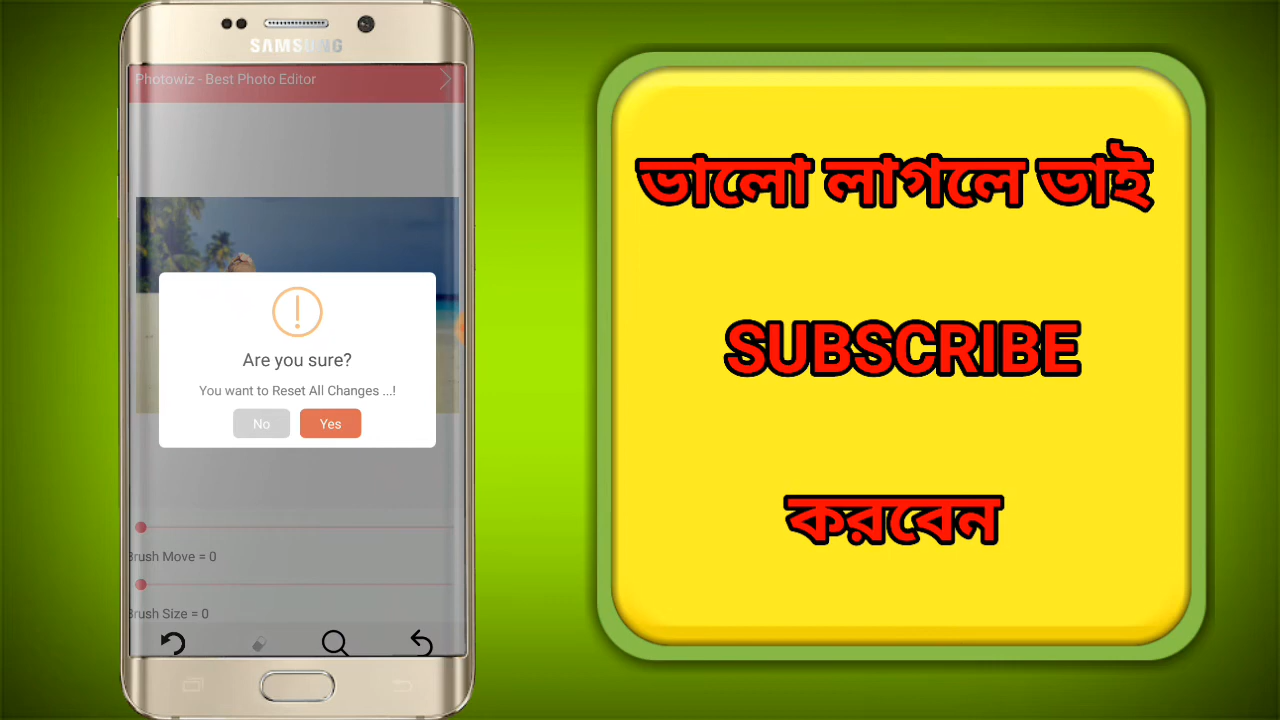 SAMSUNG
Photowiz - Best Photo Editor
Are you sure?
You want to Reset All Changes ...!
No
Yes
Brush Move = 0
Brush Size = 0
ভালো লাগলে ভাই
SUBSCRIBE
করবেন